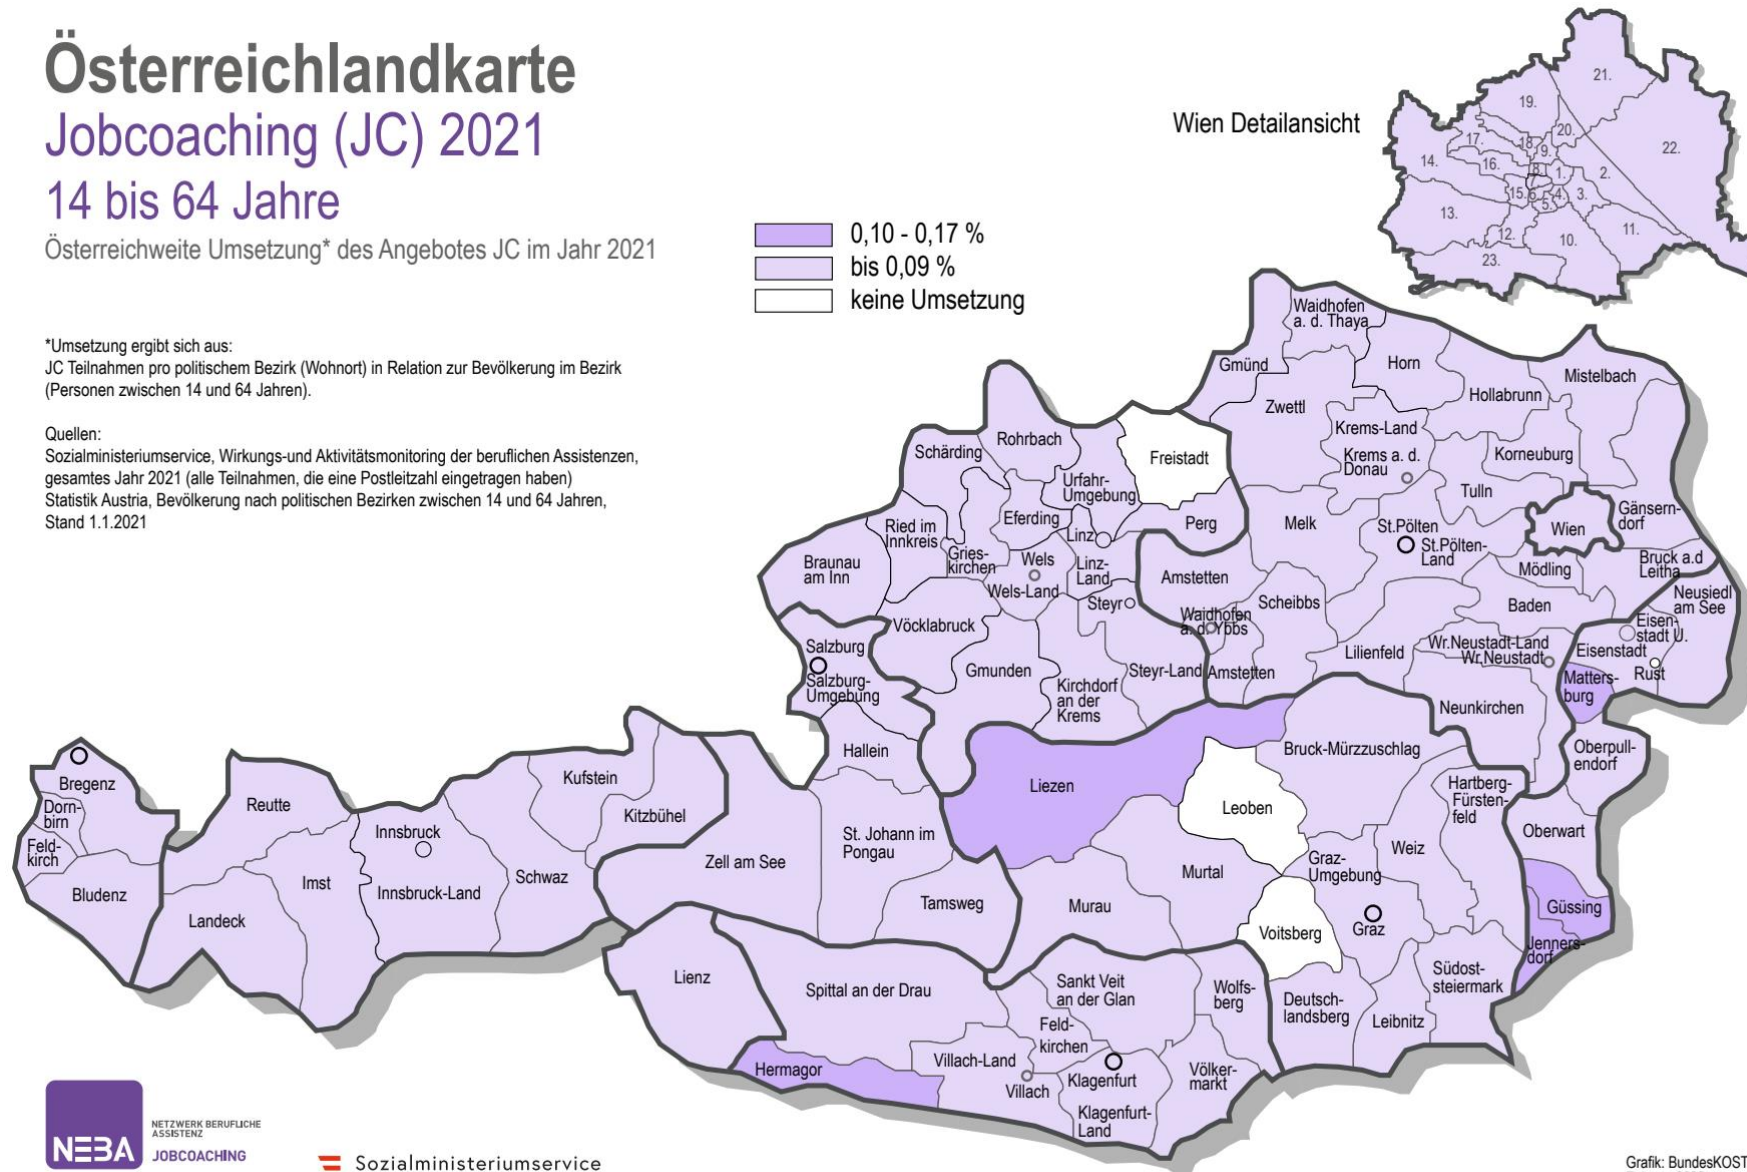 Österreichlandkarte
Jobcoaching (JC) 2021
14 bis 64 Jahre
Österreichweite Umsetzung* des Angebotes JC im Jahr 2021
*Umsetzung ergibt sich aus:
JC Teilnahmen pro politischem Bezirk (Wohnort) in Relation zur Bevölkerung im Bezirk
(Personen zwischen 14 und 64 Jahren).
Quellen:
Sozialministeriumservice, Wirkungs-und Aktivitätsmonitoring der beruflichen Assistenzen,
gesamtes Jahr 2021 (alle Teilnahmen, die eine Postleitzahl eingetragen haben)
Statistik Austria, Bevölkerung nach politischen Bezirken zwischen 14 und 64 Jahren,
Stand 1.1.2021
0,10 - 0,17 %
bis 0,09 %
keine Umsetzung
Wien Detailansicht
21.
19.
20.
17.
18.
9.
22.
14.
16.
8.
1.
2.
7.
15.
6.
4.
3.
5.
13.
12.
10.
11.
23.
Waidhofen
a. d. Thaya
Gmünd
Horn
Mistelbach
Hollabrunn
Zwettl
Krems-Land
Krems a. d.
Donau
Korneuburg
Rohrbach
Schärding
Freistadt
Urfahr-
Umgebung
Tulln
Gänsern-
dorf
Eferding
Perg
Melk
St.Pölten
St.Pölten-
Land
Wien
Ried im
Innkreis
Linz
Gries-
kirchen
Wels
Wels-Land
Linz-
Land
Braunau
am Inn
Amstetten
Mödling
Bruck a.d
Leitha
Neusiedl
am See
Steyr
Waidhofen
a. d. Ybbs
Scheibbs
Baden
Eisen-
stadt U.
Vöcklabruck
Salzburg
Salzburg-
Umgebung
Gmunden
Kirchdorf
an der
Krems
Steyr-Land
Amstetten
Lilienfeld
Wr.Neustadt-Land
Wr.Neustadt
Eisenstadt
Rust
Matters-
burg
Neunkirchen
Hallein
Bruck-Mürzzuschlag
Oberpull-
endorf
Bregenz
Dorn-
birn
Feld-
kirch
Bludenz
Reutte
Landeck
Imst
Innsbruck
Innsbruck-Land
Schwaz
Kufstein
Kitzbühel
Zell am See
St. Johann im
Pongau
Tamsweg
Liezen
Leoben
Hartberg-
Fürsten-
feld
Oberwart
Murau
Murtal
Graz-
Umgebung
Weiz
Graz
Voitsberg
Güssing
Jenners-
dorf
Lienz
Spittal an der Drau
Sankt Veit
an der Glan
Wolfs-
berg
Deutsch-
landsberg
Leibnitz
Südost-
steiermark
Hermagor
Villach-Land
Feld-
kirchen
Villach
Klagenfurt
Klagenfurt-
Land
Völker-
markt
NEBA
NETZWERK BERUFLICHE
ASSISTENZ
JOBCOACHING
Sozialministeriumservice
Grafik: BundesKOST